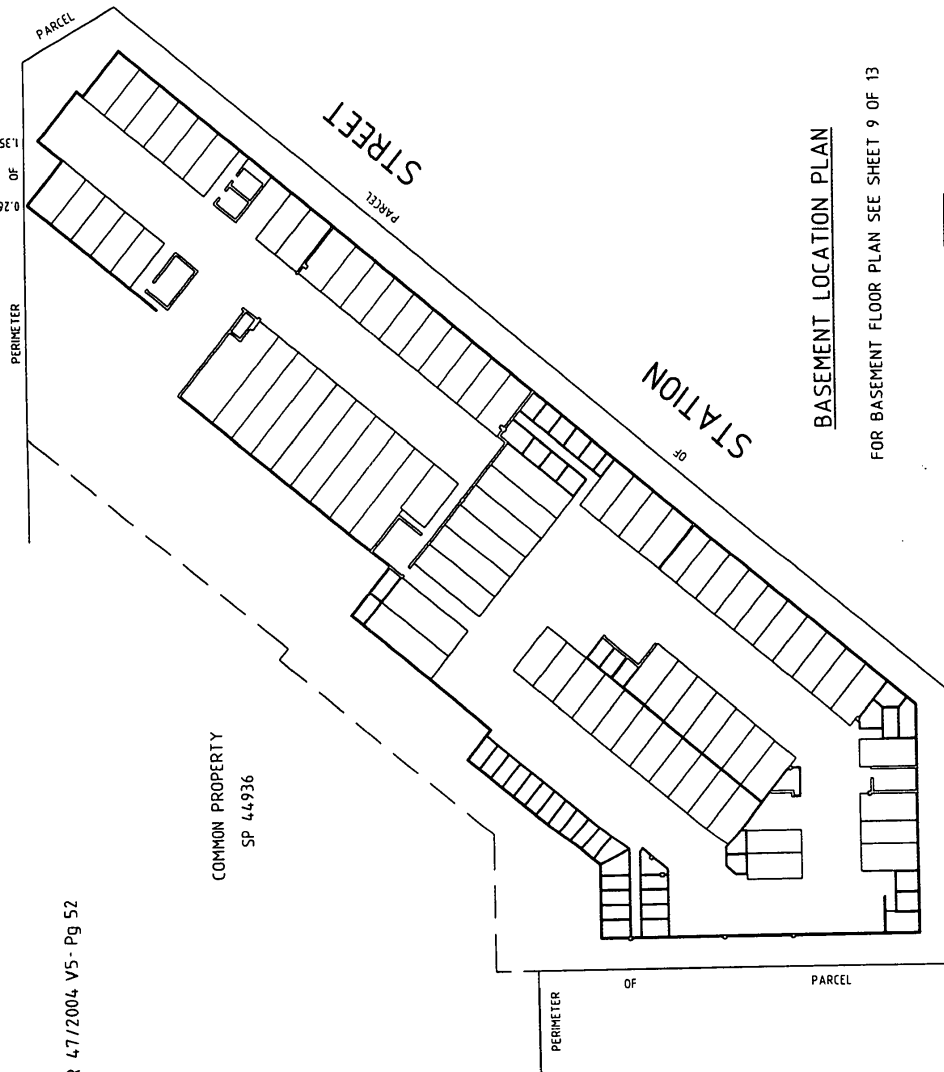 PARCEL
1.35
OF
0.26
PERIMETER
STREET
PARCEL
STATION
OF
BASEMENT LOCATION PLAN
FOR BASEMENT FLOOR PLAN SEE SHEET 9 OF 13
COMMON PROPERTY
SP 44936
47/2004 V5- Pg 52
PERIMETER
OF
PARCEL